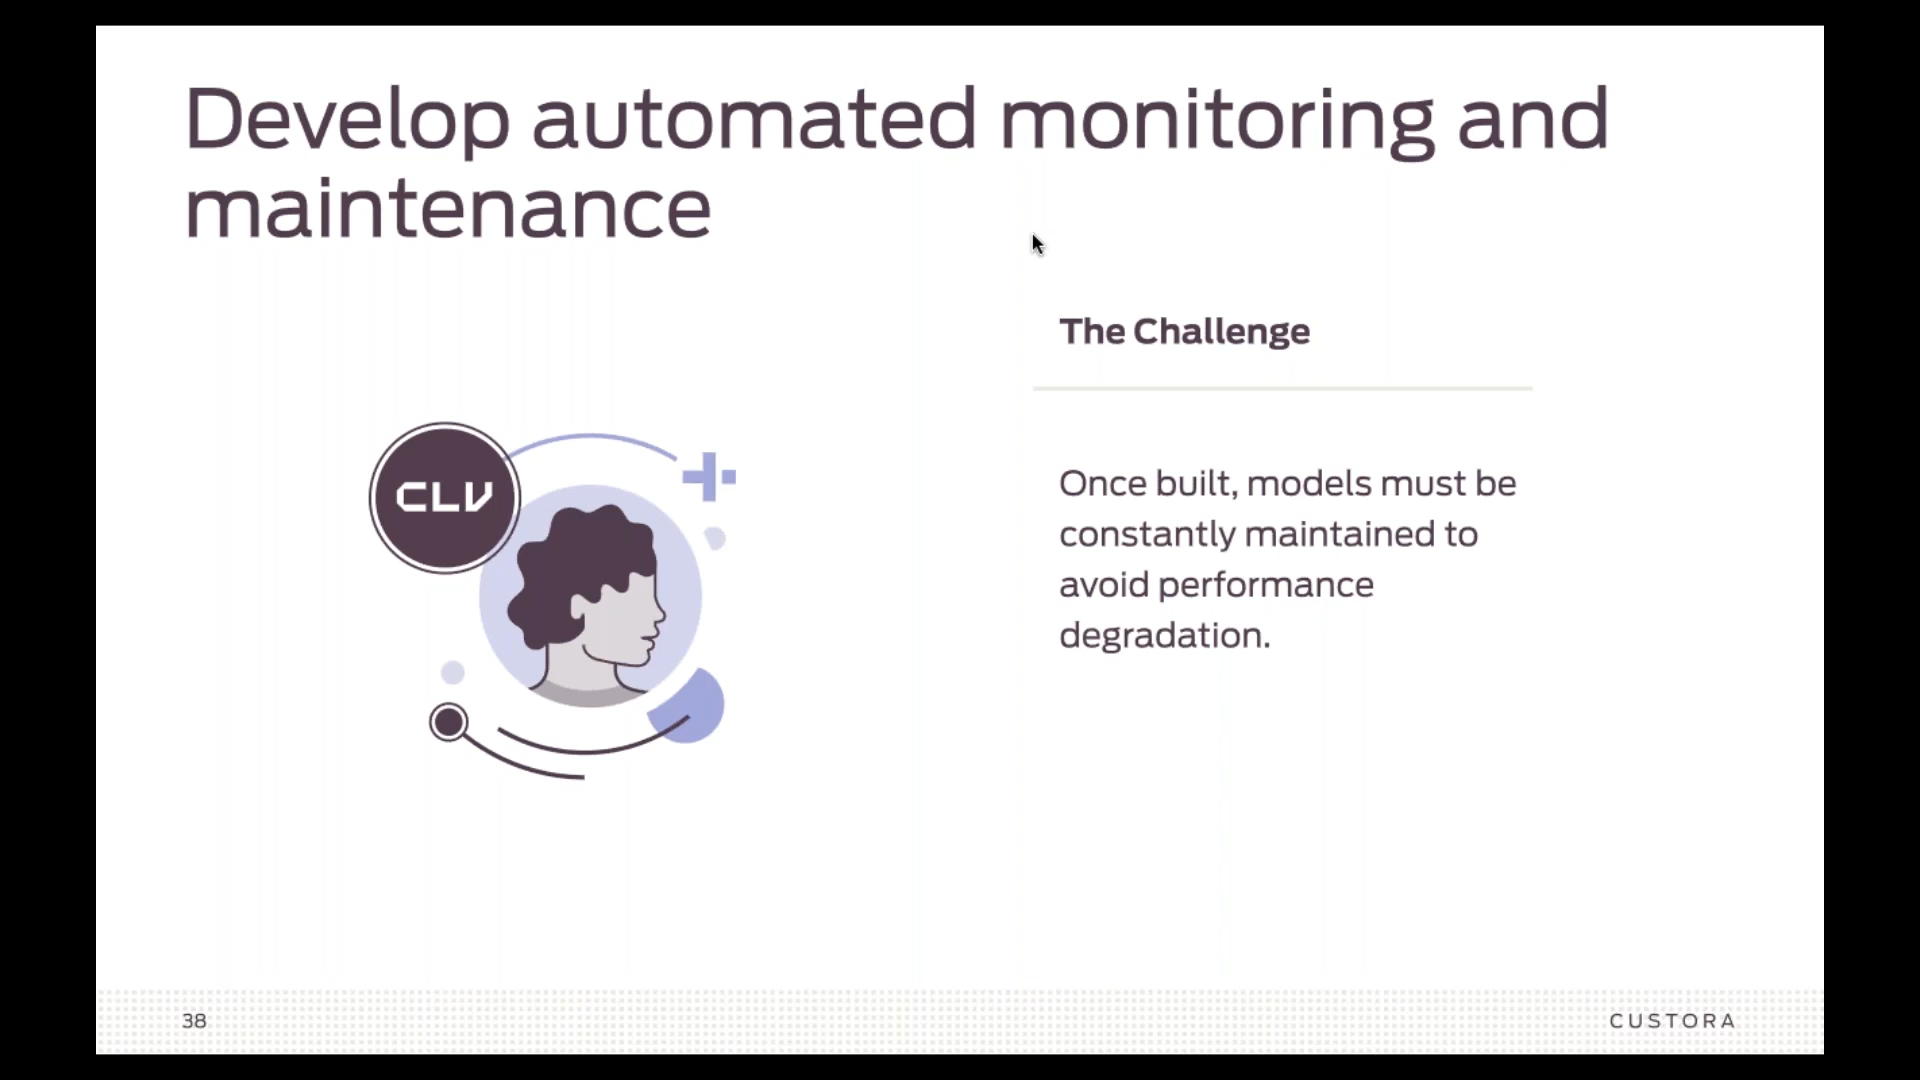 Develop automated monitoring and
maintenance
The Challenge
CLV
Once built, models must be
constantly maintained to
avoid performance
degradation.
38
CUSTORA